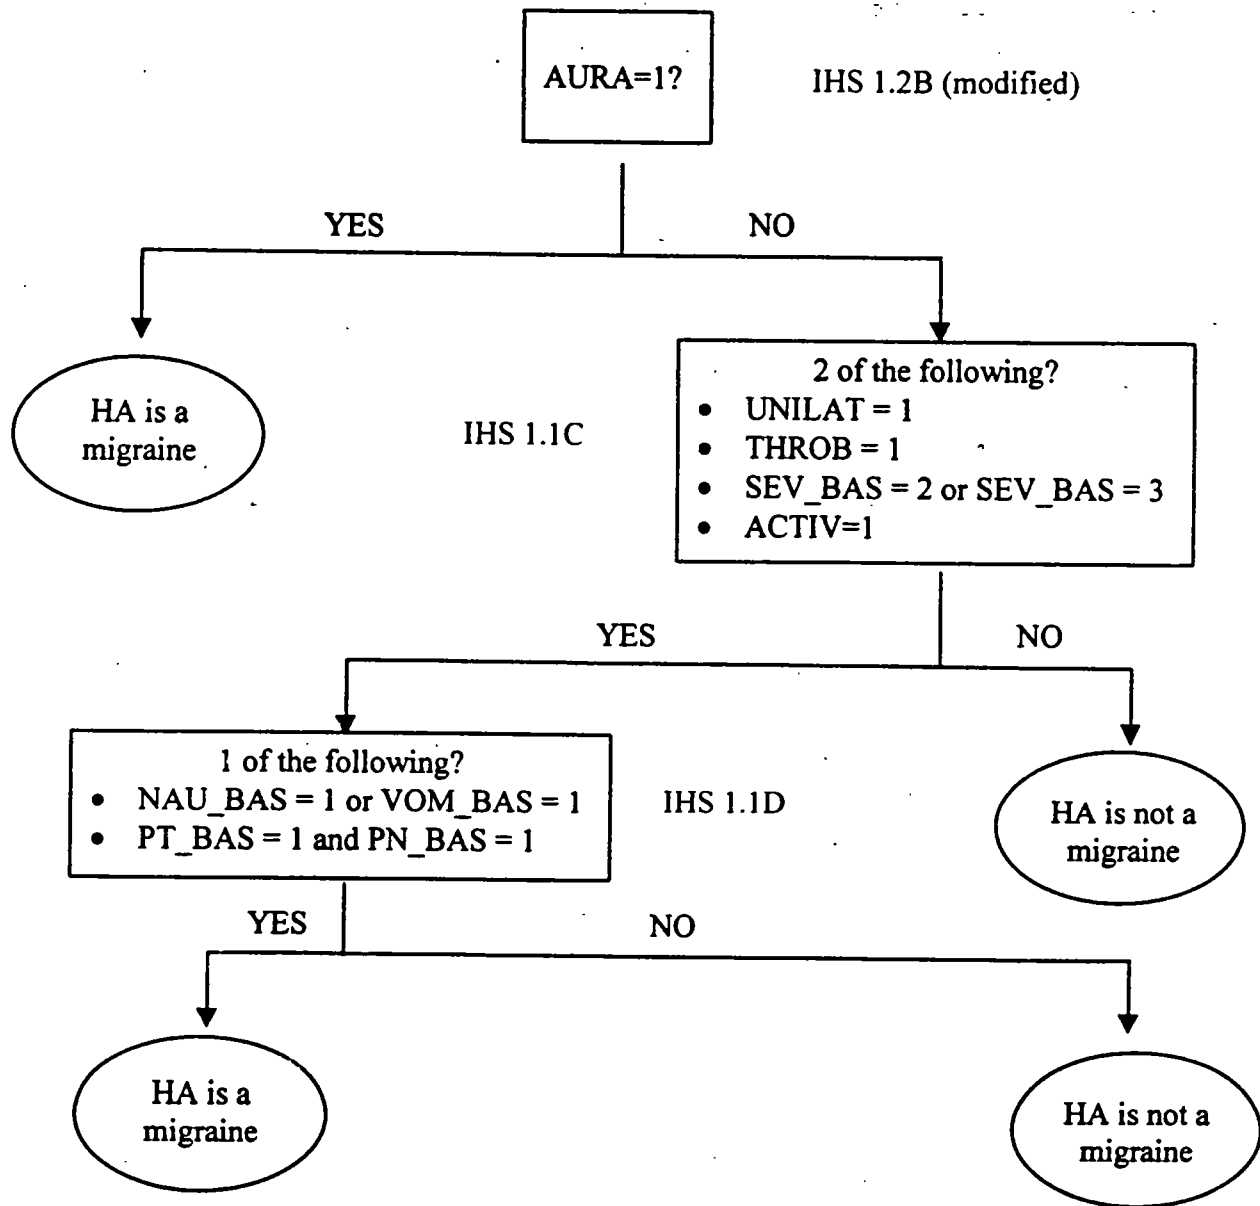 AURA=1?
IHS 1.2B (modified)
YES
NO
HA is a
migraine
IHS 1.1C
2 of the following?
• UNILAT = 1
• THROB = 1
• SEV_BAS = 2 or SEV_BAS = 3
• ACTIV=1
YES
NO
1 of the following?
• NAU_BAS = 1 or VOM_BAS = 1
• PT_BAS = 1 and PN_BAS = 1
IHS 1.1D
HA is not a
migraine
YES
NO
HA is a
migraine
HA is not a
migraine